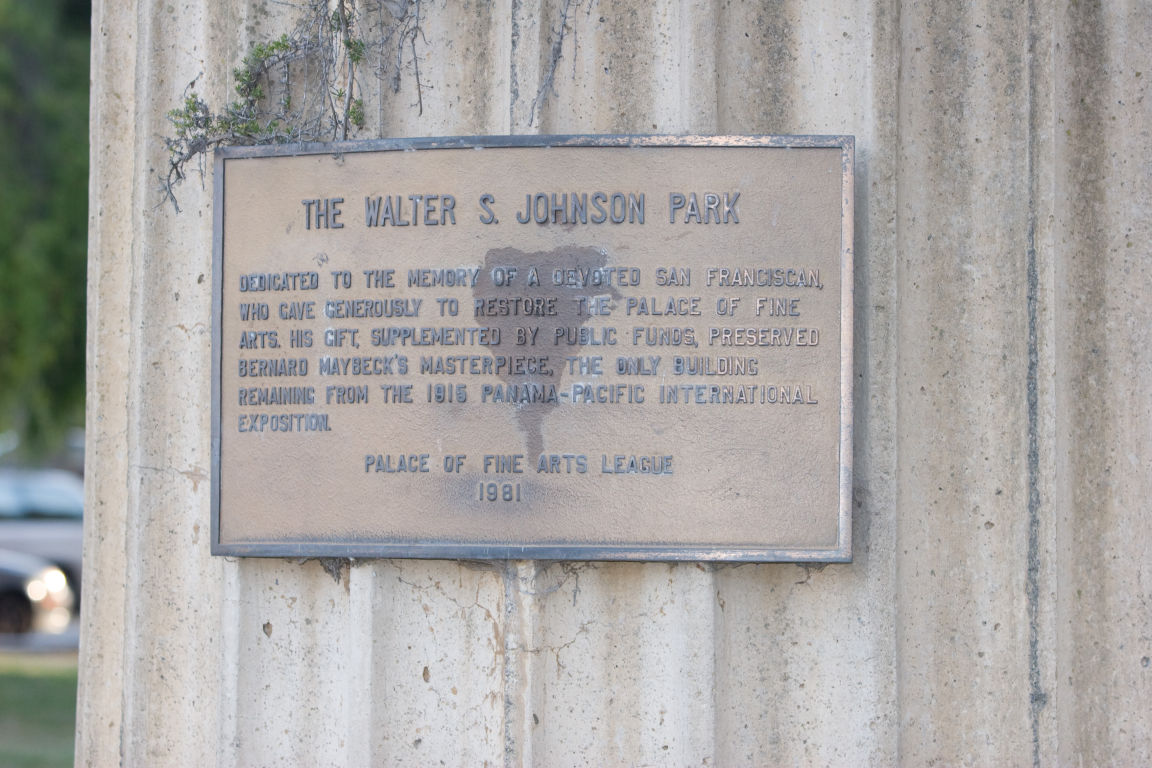 THE WALTER S. JOHNSON PARK
DEDICATED TO THE MEMORY OF A DEVOTED SAN FRANCISCAN,
WHO GAVE GENEROUSLY TO RESTORE THE PALACE OF FINE
ARTS. HIS GIFT, SUPPLEMENTED BY PUBLIC FUNDS, PRESERVED
BERNARD MAYBECK'S MASTERPIECE, THE ONLY BUILDING
REMAINING FROM THE 1915 PANAMA-PACIFIC INTERNATIONAL
EXPOSITION.
PALACE OF FINE ARTS LEAGUE
1981